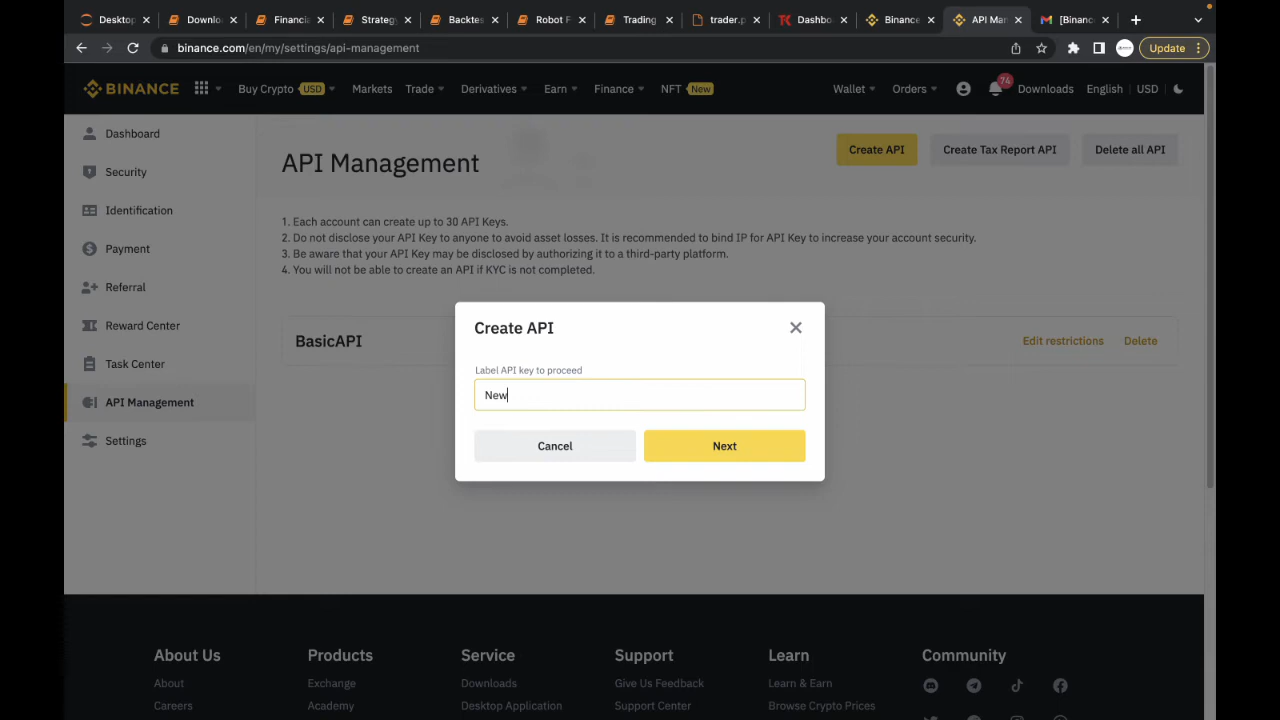 Desktop
Downlo
Financia
Strategy
Backtes
Robot F
Trading
trader.p
Dashbo
Binance
API Man
[Binanc
binance.com/en/my/settings/api-management
Update
BINANCE
Buy Crypto USD
Markets
Trade
Derivatives
Earn
Finance
NFT New
Wallet
Orders
74
Downloads
English | USD |
Dashboard
Security
Identification
Payment
Referral
Reward Center
Task Center
API Management
Settings
API Management
Create API
Create Tax Report API
Delete all API
1. Each account can create up to 30 API Keys.
2. Do not disclose your API Key to anyone to avoid asset losses. It is recommended to bind IP for API Key to increase your account security.
3. Be aware that your API Key may be disclosed by authorizing it to a third-party platform.
4. You will not be able to create an API if KYC is not completed.
BasicAPI
Edit restrictions
Delete
Create API
Label API key to proceed
New
Cancel
Next
About Us
About
Careers
Products
Exchange
Academy
Service
Downloads
Desktop Application
Support
Give Us Feedback
Support Center
Learn
Learn & Earn
Browse Crypto Prices
Community